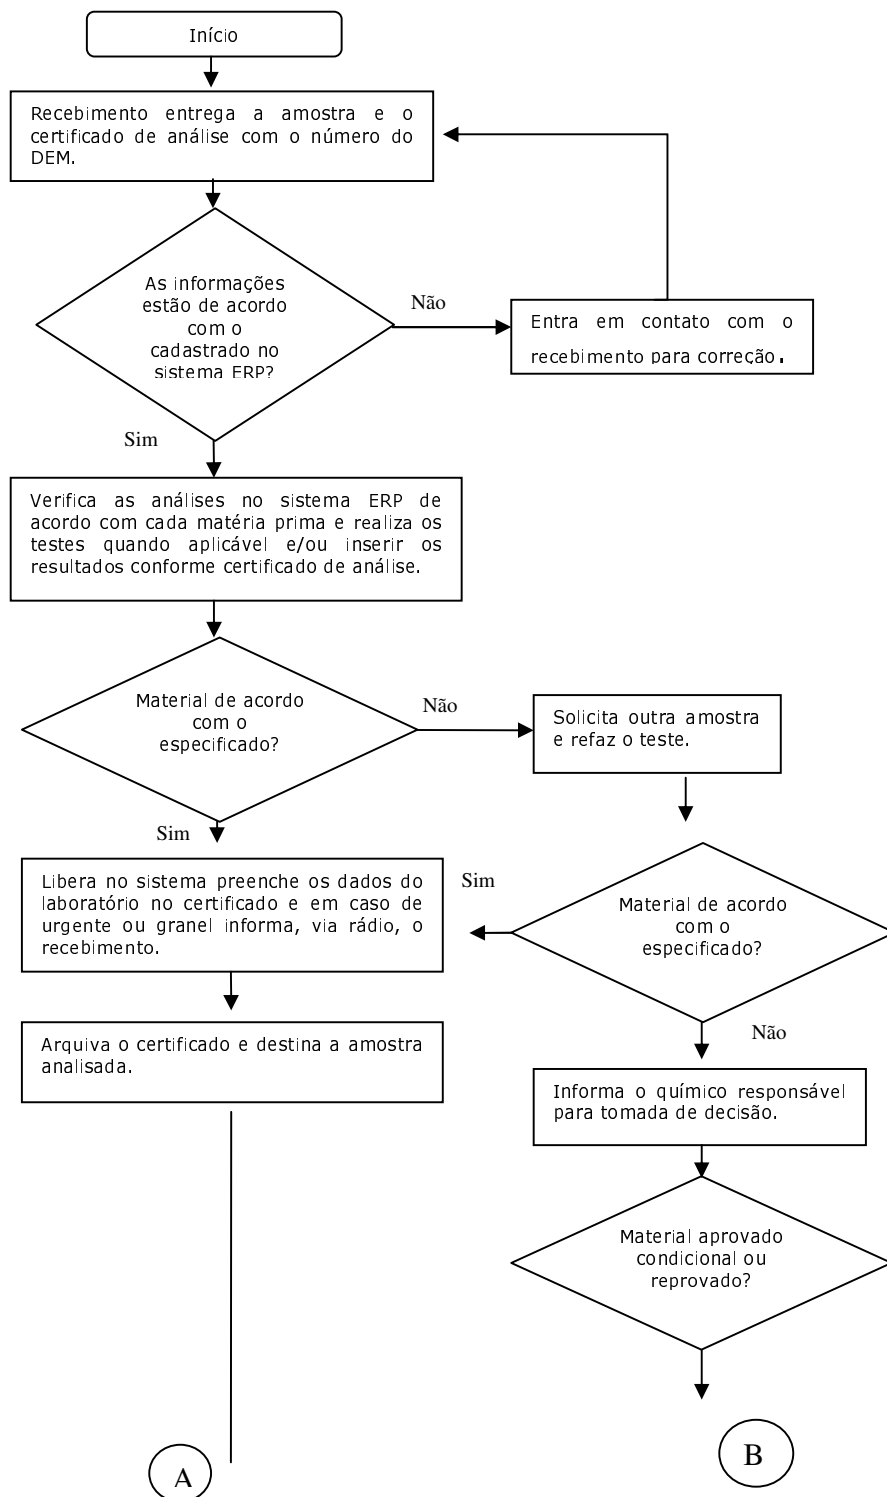 Início
Recebimento entrega a amostra e o
certificado de análise com o número do
DEM.
As informações
estão de acordo
com o
cadastrado no
sistema ERP?
Não
Entra em contato com o
recebimento para correção.
Sim
Verifica as análises no sistema ERP de
acordo com cada matéria prima e realiza os
testes quando aplicável e/ou inserir os
resultados conforme certificado de análise.
Material de acordo
com o
especificado?
Não
Solicita outra amostra
e refaz o teste.
Sim
Libera no sistema preenche os dados do
laboratório no certificado e em caso de
urgente ou granel informa, via rádio, o
recebimento.
Sim
Material de acordo
com o
especificado?
Arquiva o certificado e destina a amostra
analisada.
Não
Informa o químico responsável
para tomada de decisão.
Material aprovado
condicional ou
reprovado?
A
B